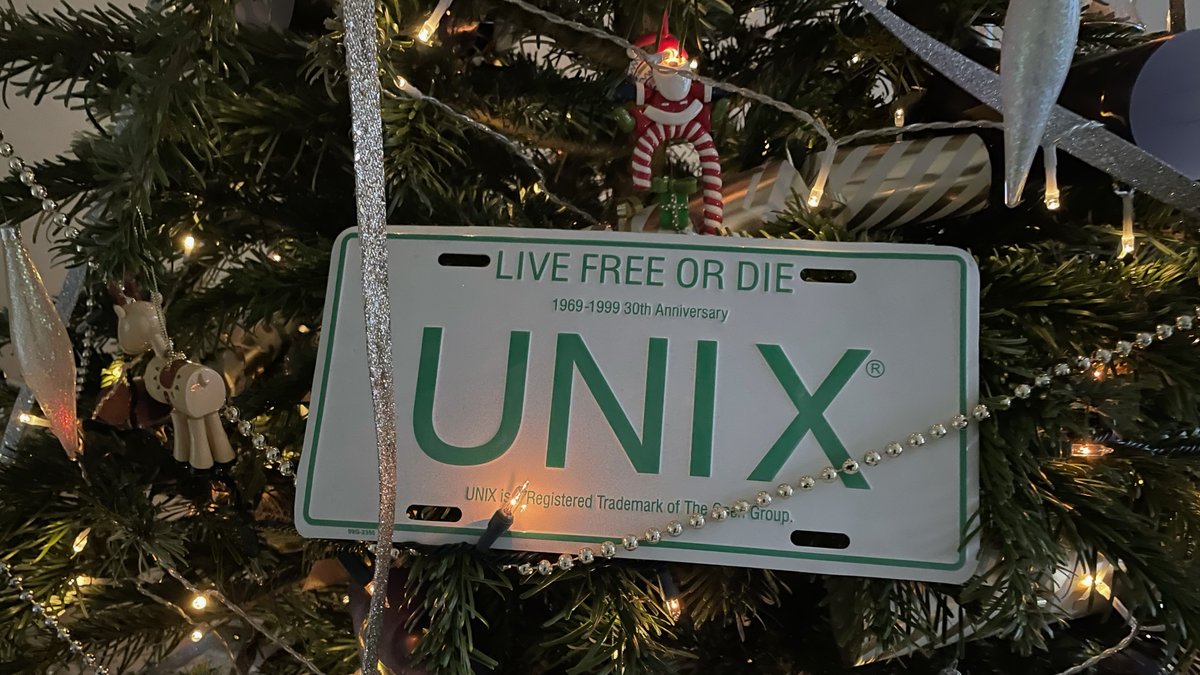 LIVE FREE OR DIE
1969-1999 30th Anniversary
UNIX®
UNIX is Registered Trademark of The Group.